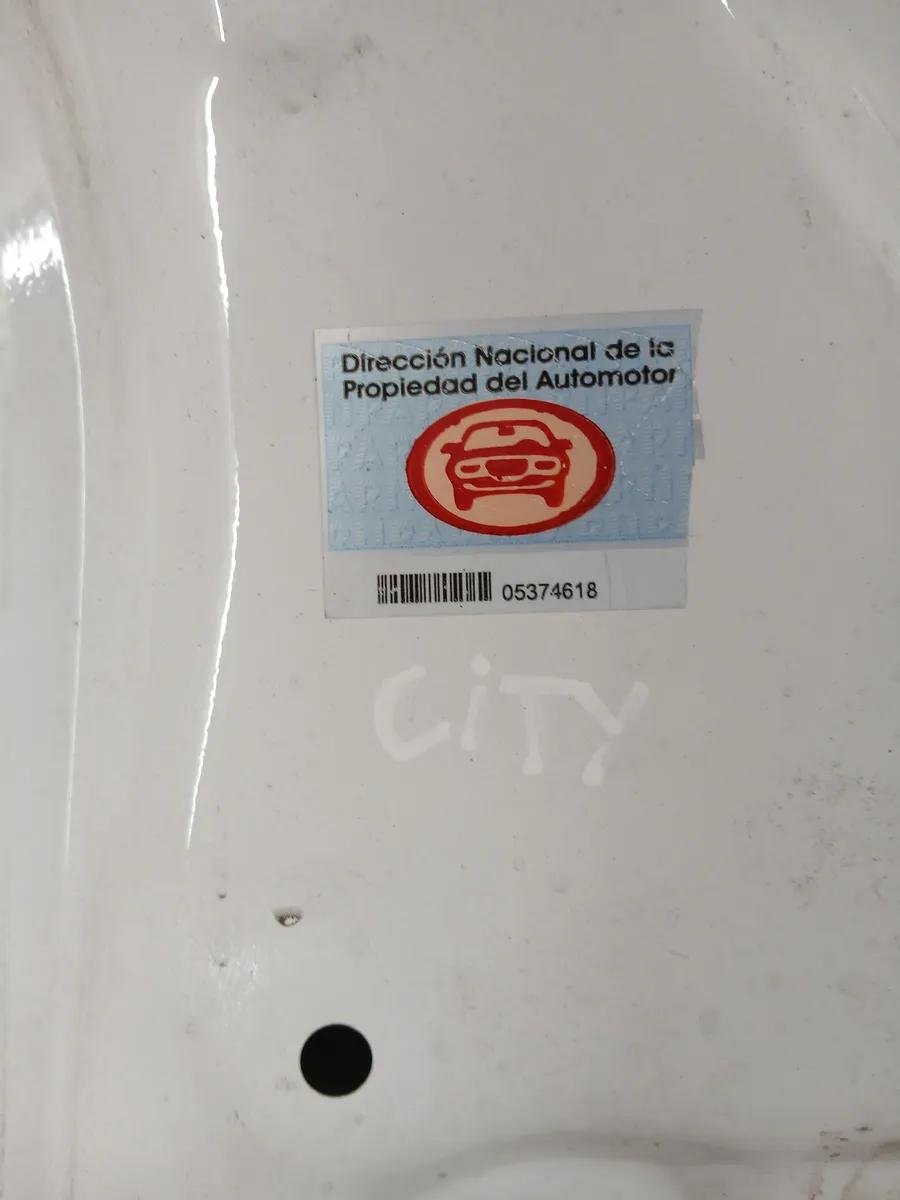 Dirección Nacional de la
Propiedad del Automotor
05374618
CiTY